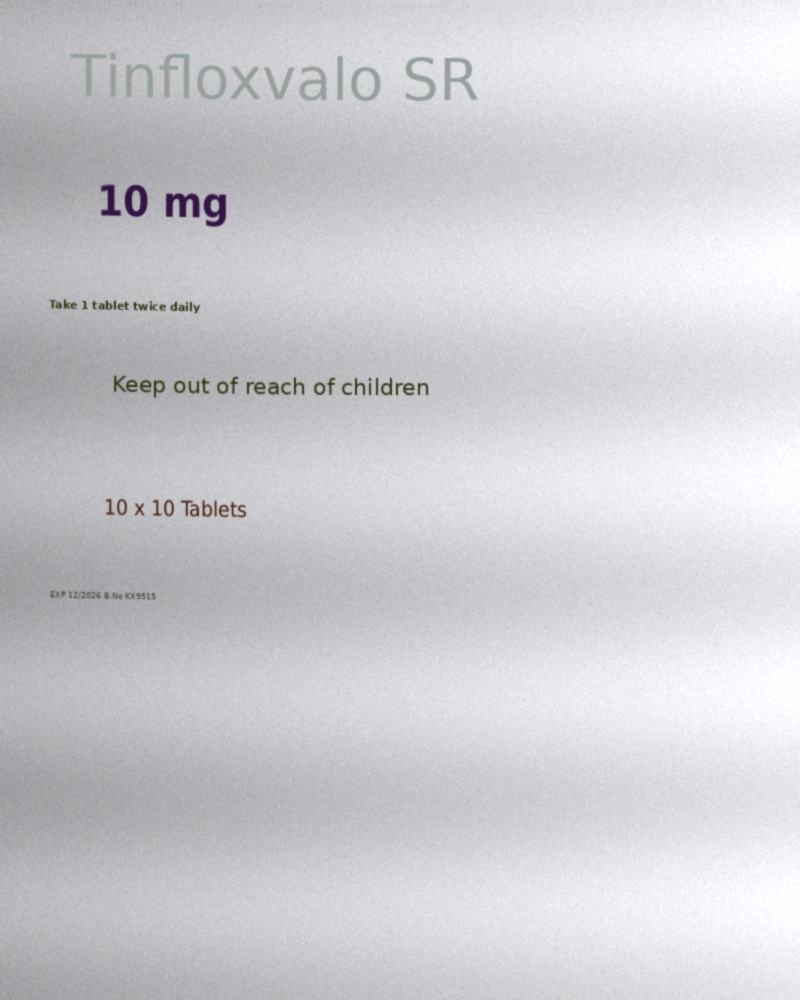 Tinfloxvalo SR
10 mg
Take 1 tablet twice daily
Keep out of reach of children
10 x 10 Tablets
EXP 12/2026 B.No KX9515